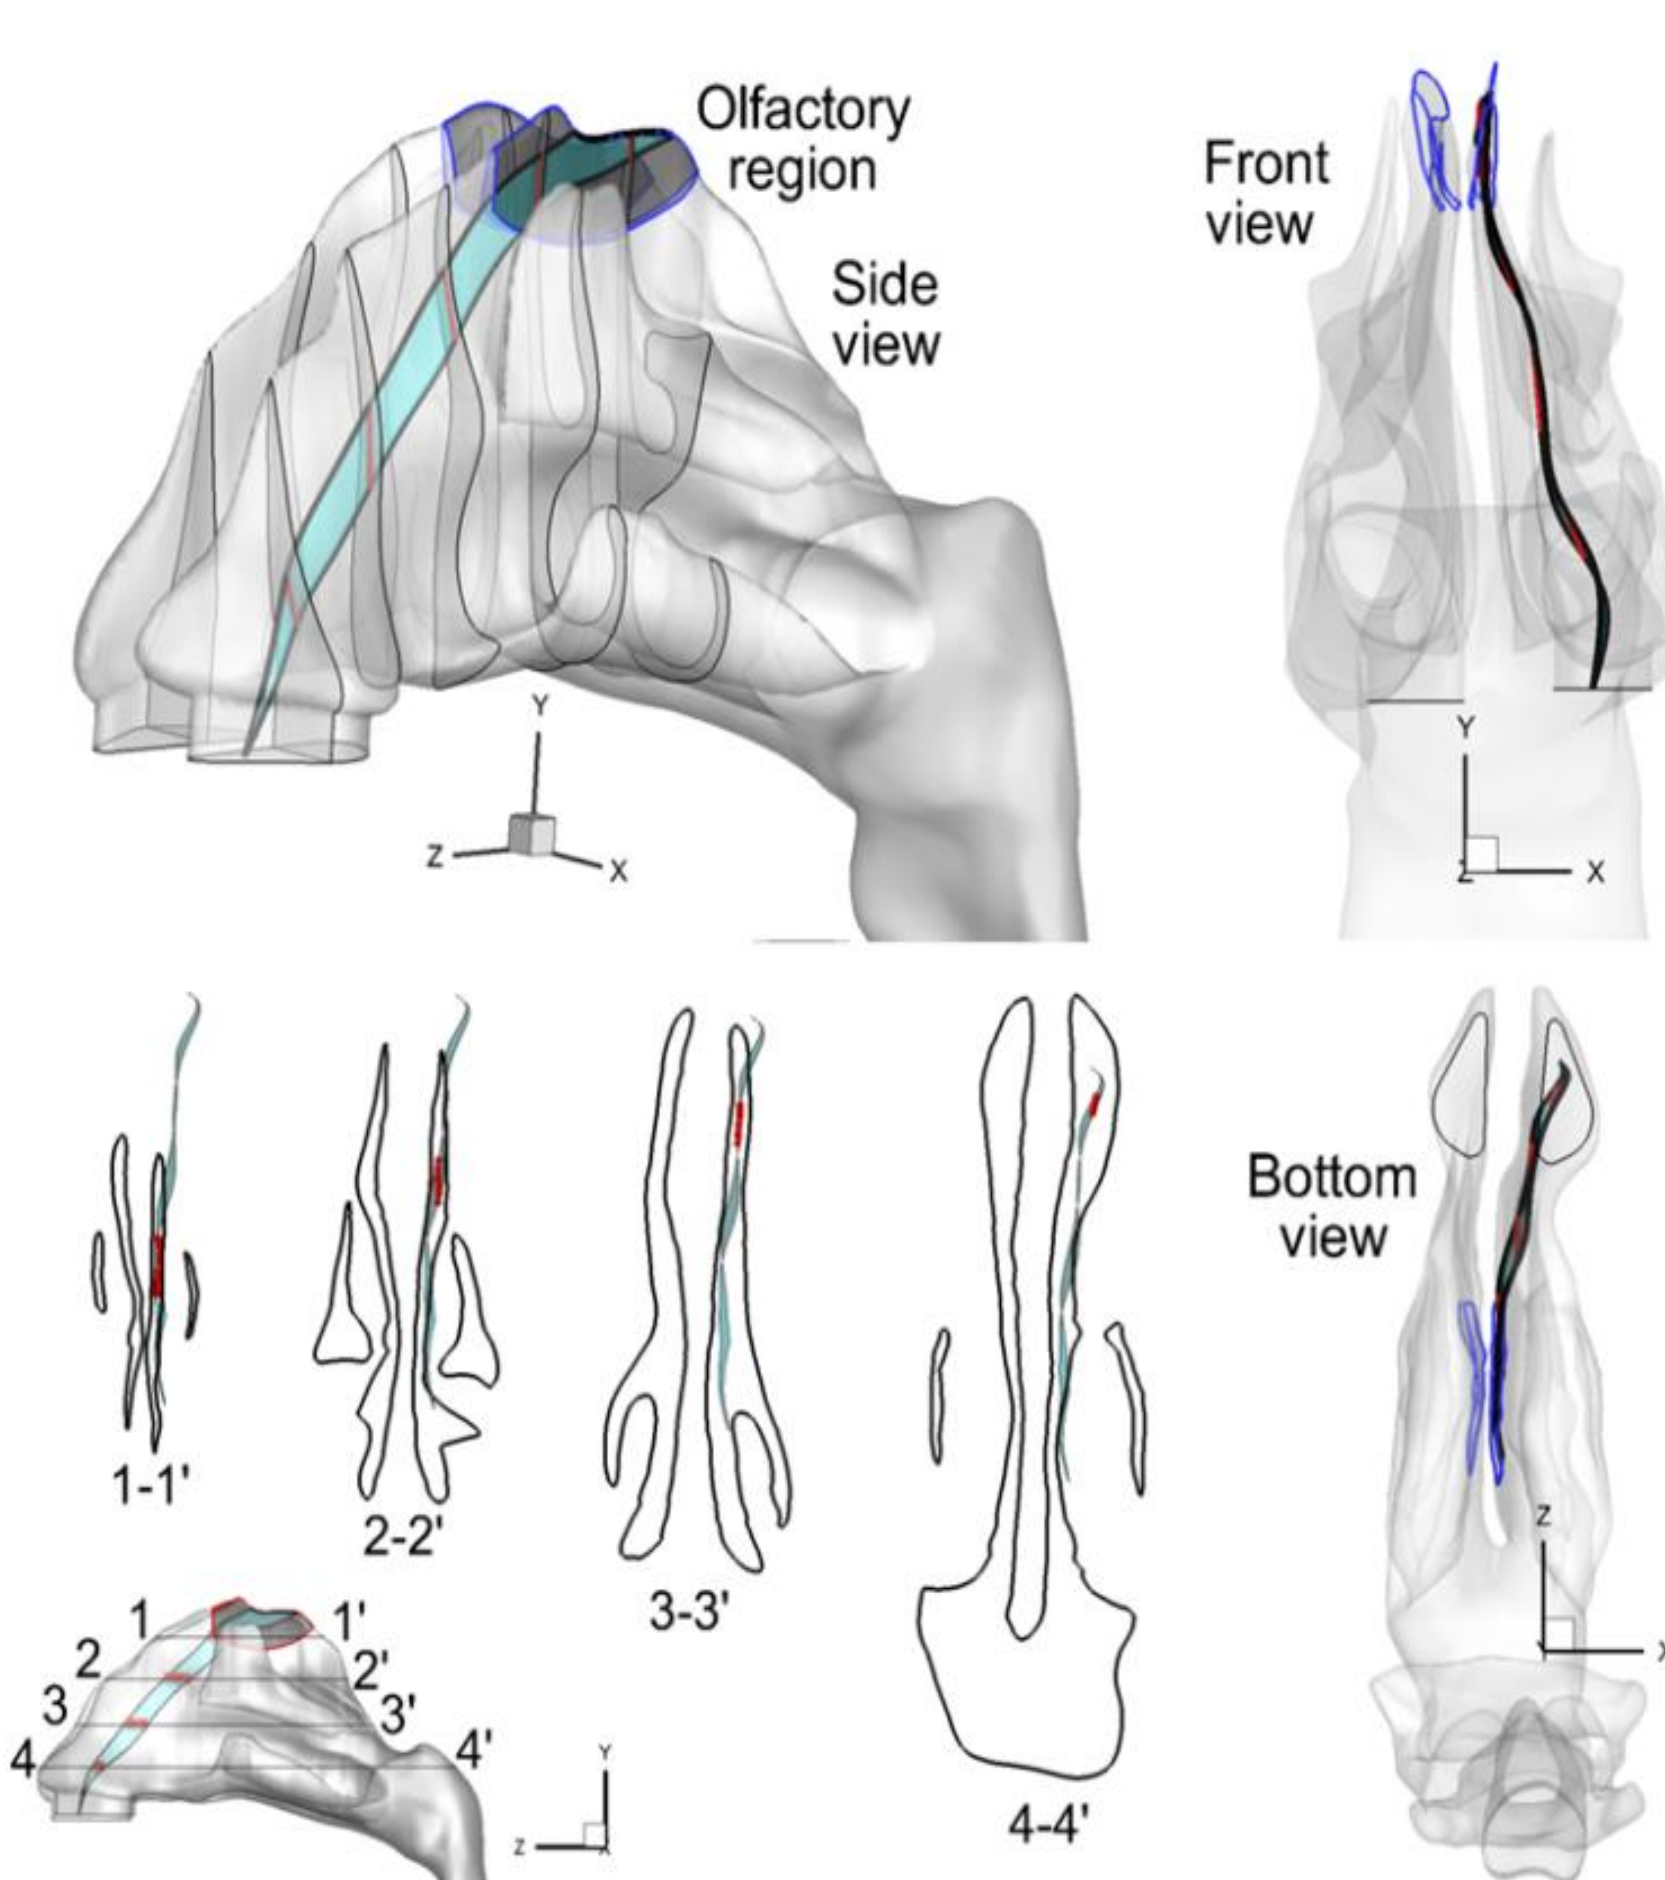 Olfactory
region
Side
view
Y
Z
X
Front
view
Y
Z
X
1-1'
2-2'
3-3'
4-4'
1
1'
2
2'
3
3'
4
4'
Y
Z
X
Bottom
view
Z
Y
X